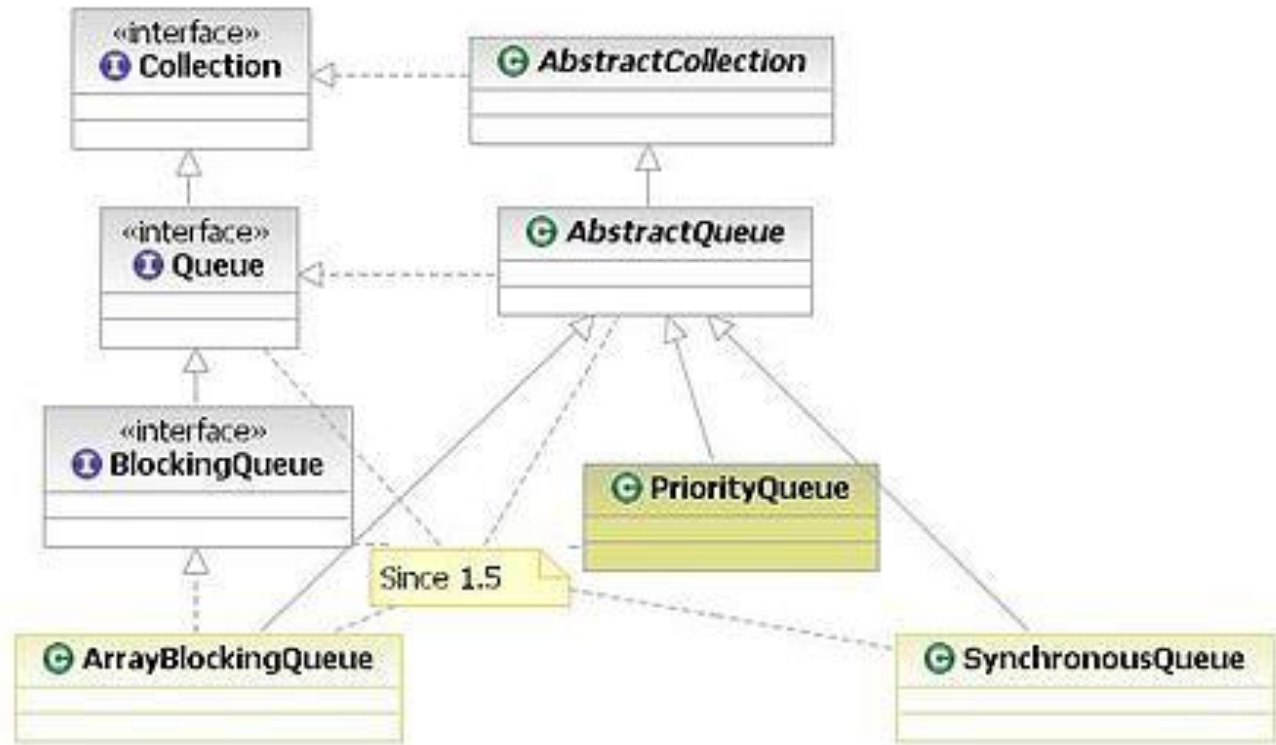 «interface»
I Collection
C AbstractCollection
«interface»
I Queue
C AbstractQueue
«interface»
I BlockingQueue
C PriorityQueue
Since 1.5
C ArrayBlockingQueue
C SynchronousQueue